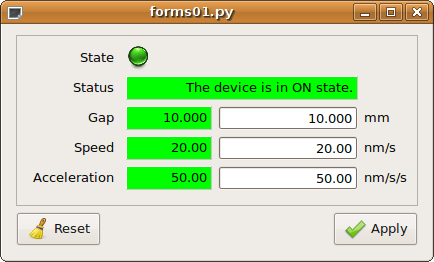 forms01.py
State
Status The device is in ON state.
Gap 10.000 10.000 mm
Speed 20.00 20.00 nm/s
Acceleration 50.00 50.00 nm/s/s
Reset Apply